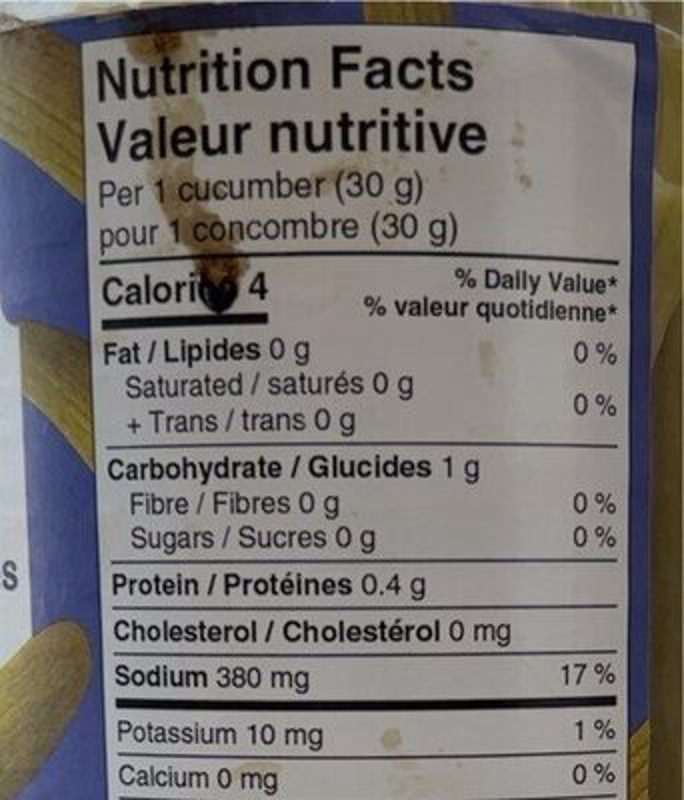 Nutrition Facts
Valeur nutritive
Per 1 cucumber (30 g)
pour 1 concombre (30 g)
Calories 4 % Daily Value*
% valeur quotidienne*
Fat / Lipides 0 g 0 %
Saturated / saturés 0 g
+ Trans / trans 0 g 0 %
Carbohydrate / Glucides 1 g
Fibre / Fibres 0 g 0 %
Sugars / Sucres 0 g 0 %
s
Protein / Protéines 0.4 g
Cholesterol / Cholestérol 0 mg
Sodium 380 mg 17 %
Potassium 10 mg 1 %
Calcium 0 mg 0 %